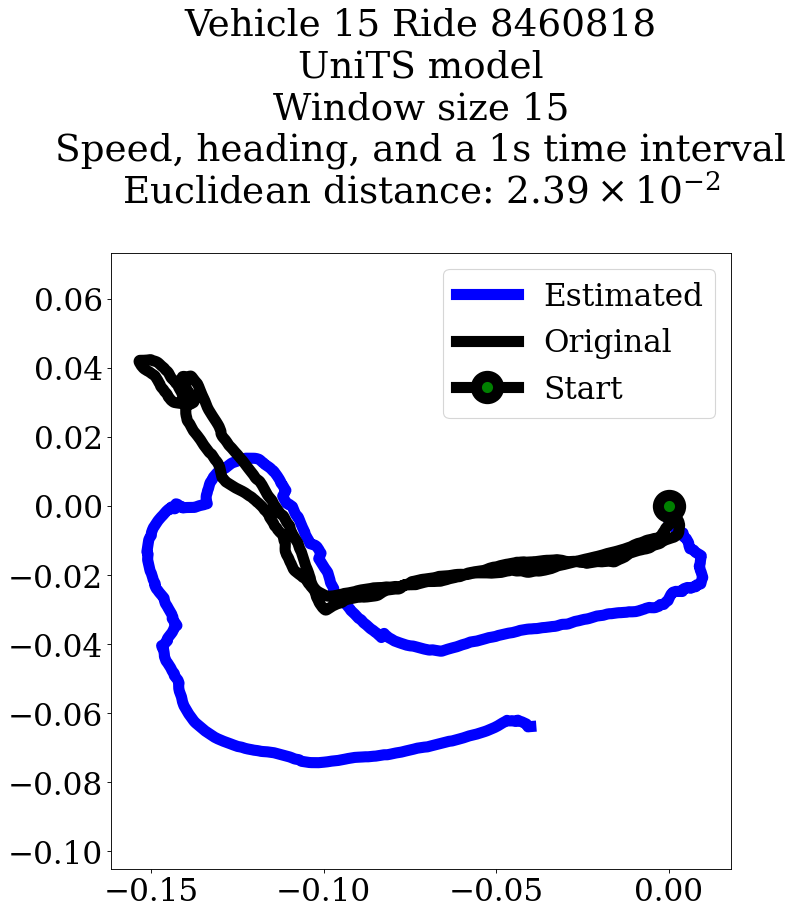 Vehicle 15 Ride 8460818
UniTS model
Window size 15
Speed, heading, and a 1s time interval
Euclidean distance: 2.39 × 10⁻²
Estimated
Original
Start
0.06
0.04
0.02
0.00
−0.02
−0.04
−0.06
−0.08
−0.10
−0.15 −0.10 −0.05 0.00